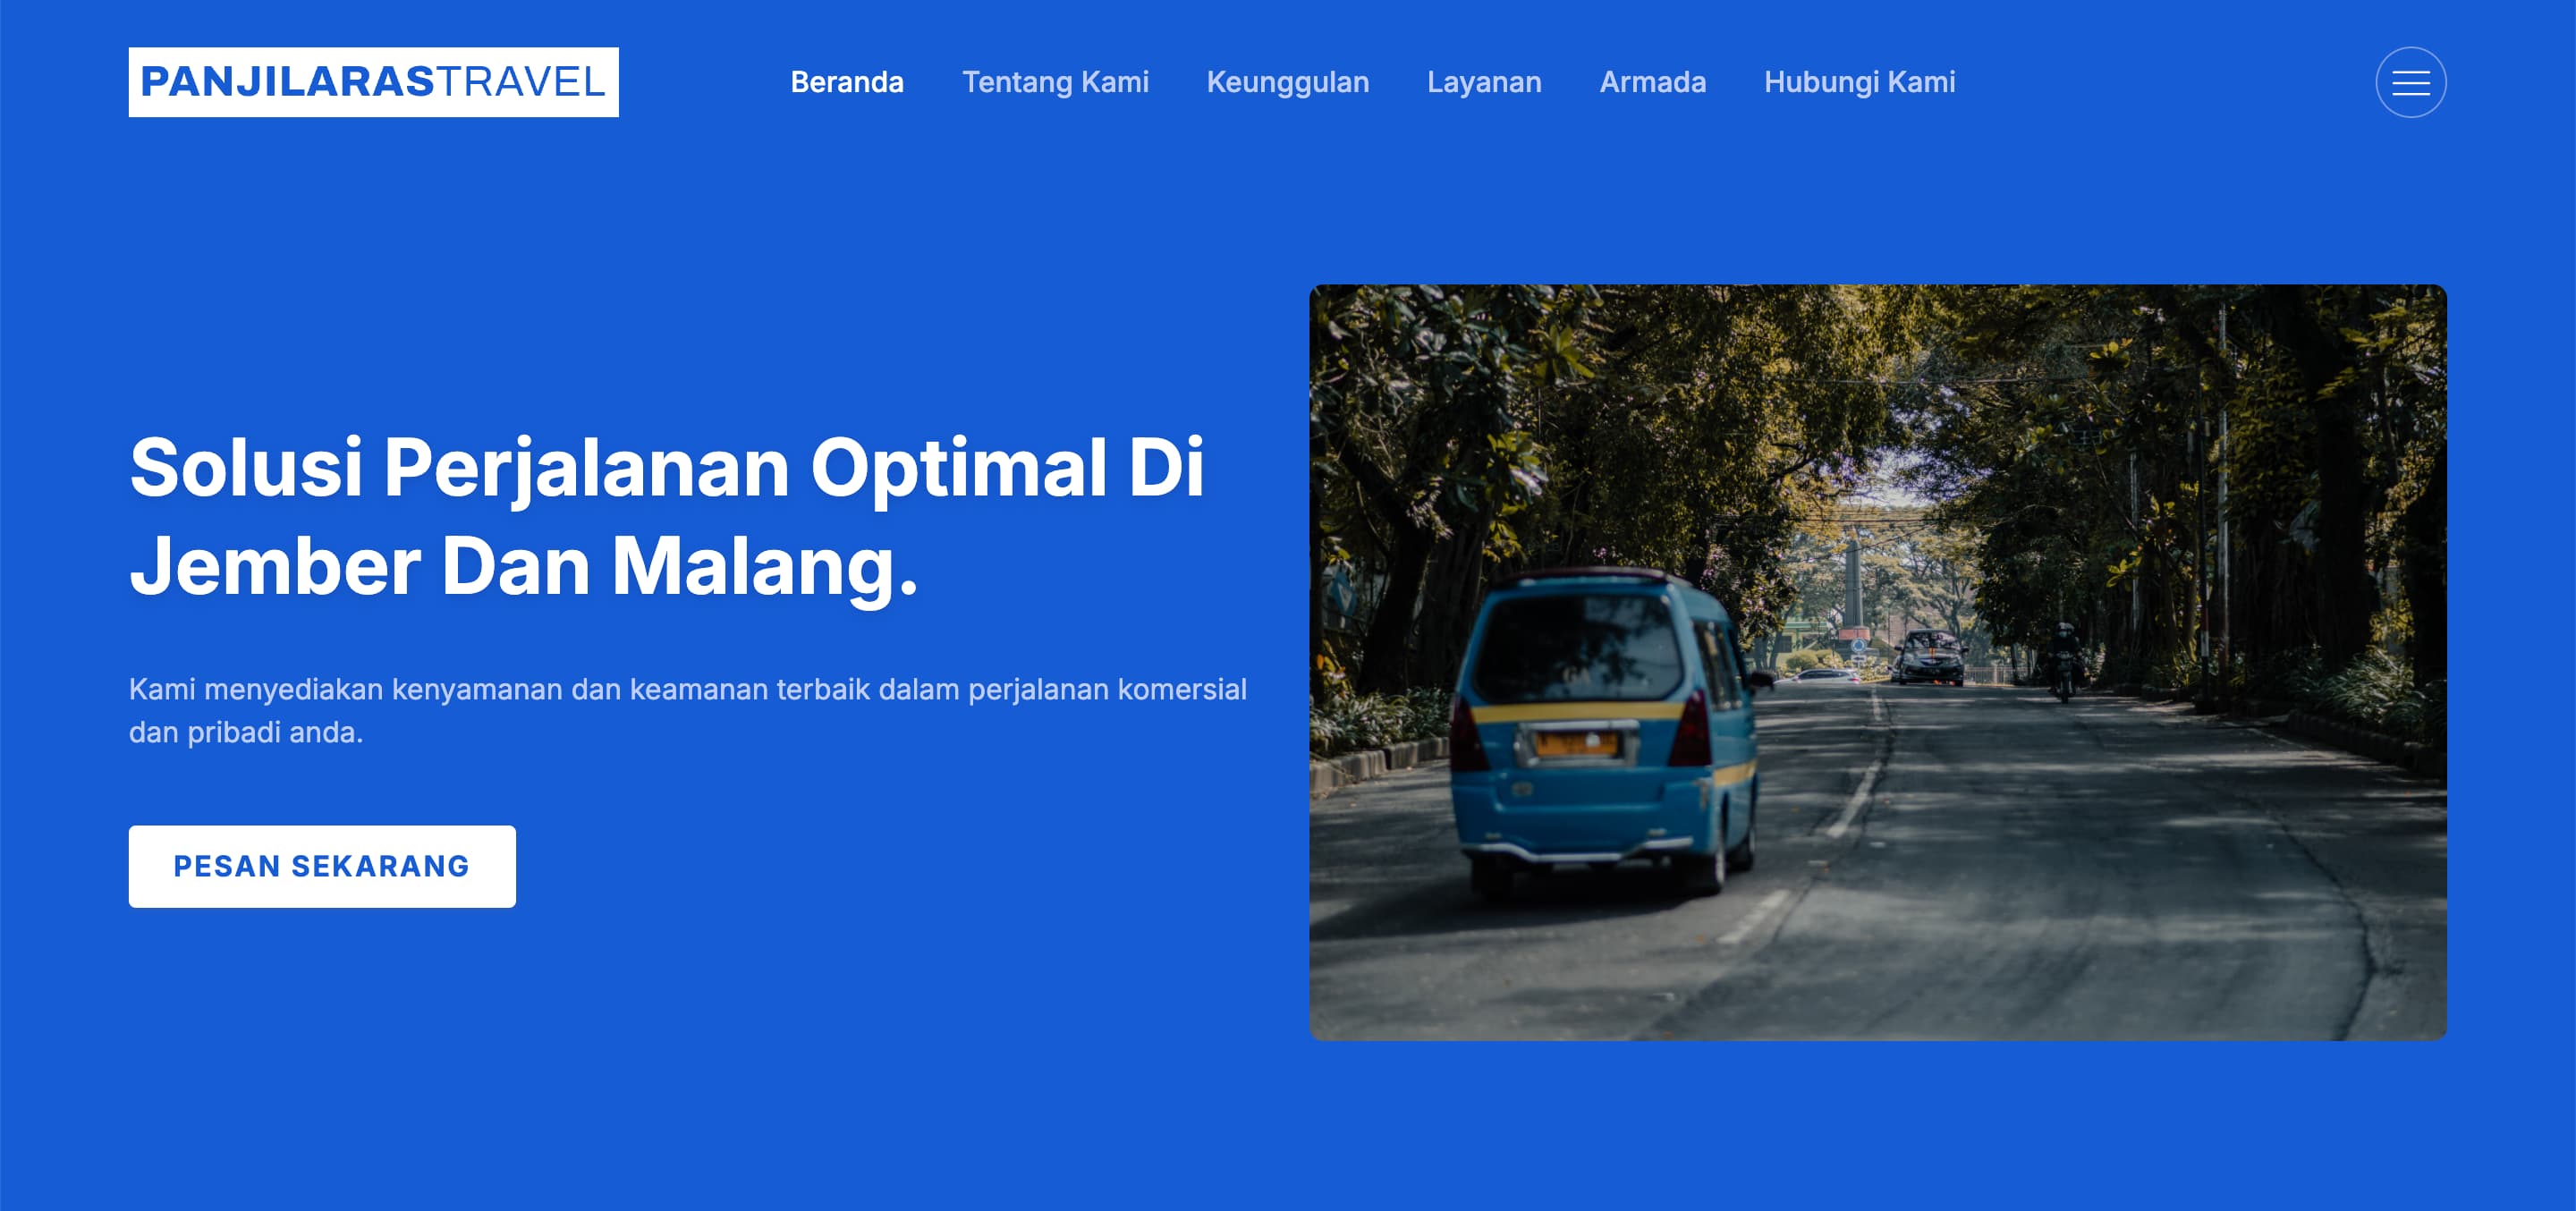 PANJILARASTRAVEL
Beranda Tentang Kami Keunggulan Layanan Armada Hubungi Kami
Solusi Perjalanan Optimal Di
Jember Dan Malang.
Kami menyediakan kenyamanan dan keamanan terbaik dalam perjalanan komersial
dan pribadi anda.
PESAN SEKARANG